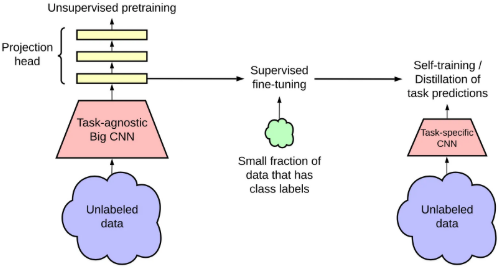 Unsupervised pretraining
Projection
head
Task-agnostic
Big CNN
Unlabeled
data
Supervised
fine-tuning
Small fraction of
data that has
class labels
Self-training /
Distillation of
task predictions
Task-specific
CNN
Unlabeled
data